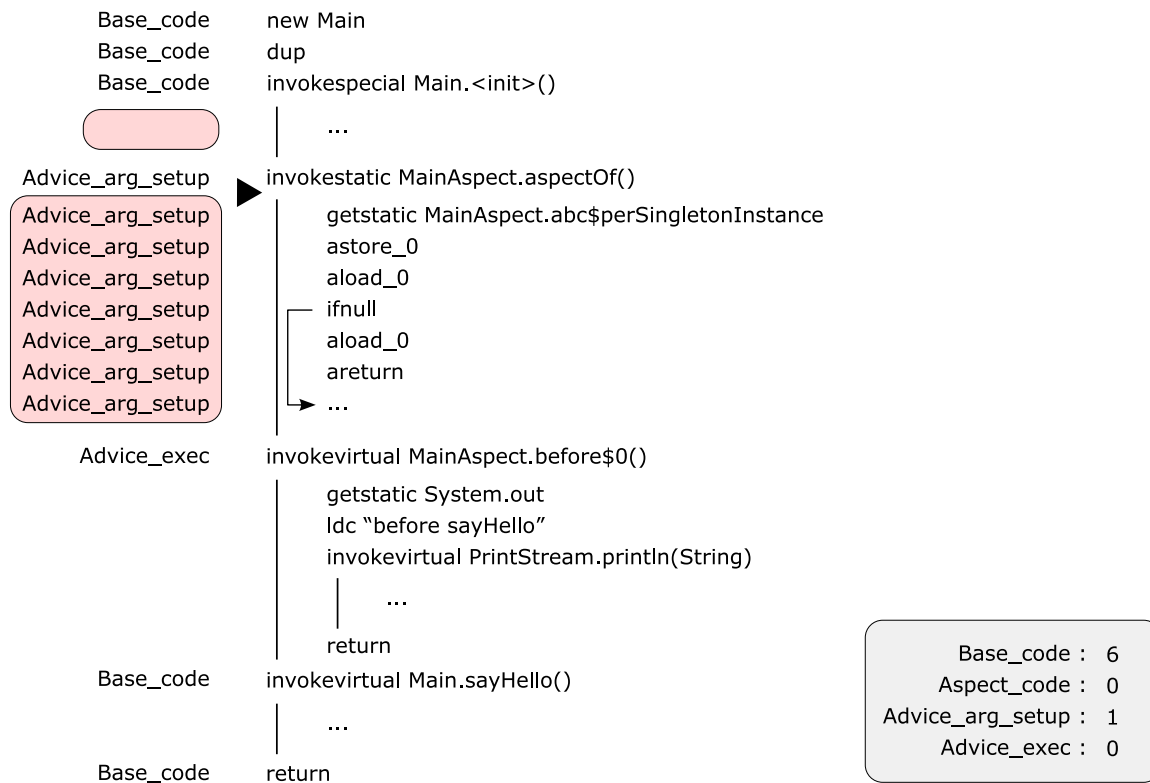 Base_code new Main
Base_code dup
Base_code invokespecial Main.<init>()
...
Advice_arg_setup invokestatic MainAspect.aspectOf()
Advice_arg_setup getstatic MainAspect.abc$perSingletonInstance
Advice_arg_setup astore_0
Advice_arg_setup aload_0
Advice_arg_setup ifnull
Advice_arg_setup aload_0
Advice_arg_setup areturn
Advice_arg_setup ...
Advice_exec invokevirtual MainAspect.before$0()
getstatic System.out
ldc “before sayHello”
invokevirtual PrintStream.println(String)
...
return
Base_code invokevirtual Main.sayHello()
...
Base_code return
Base_code : 6
Aspect_code : 0
Advice_arg_setup : 1
Advice_exec : 0